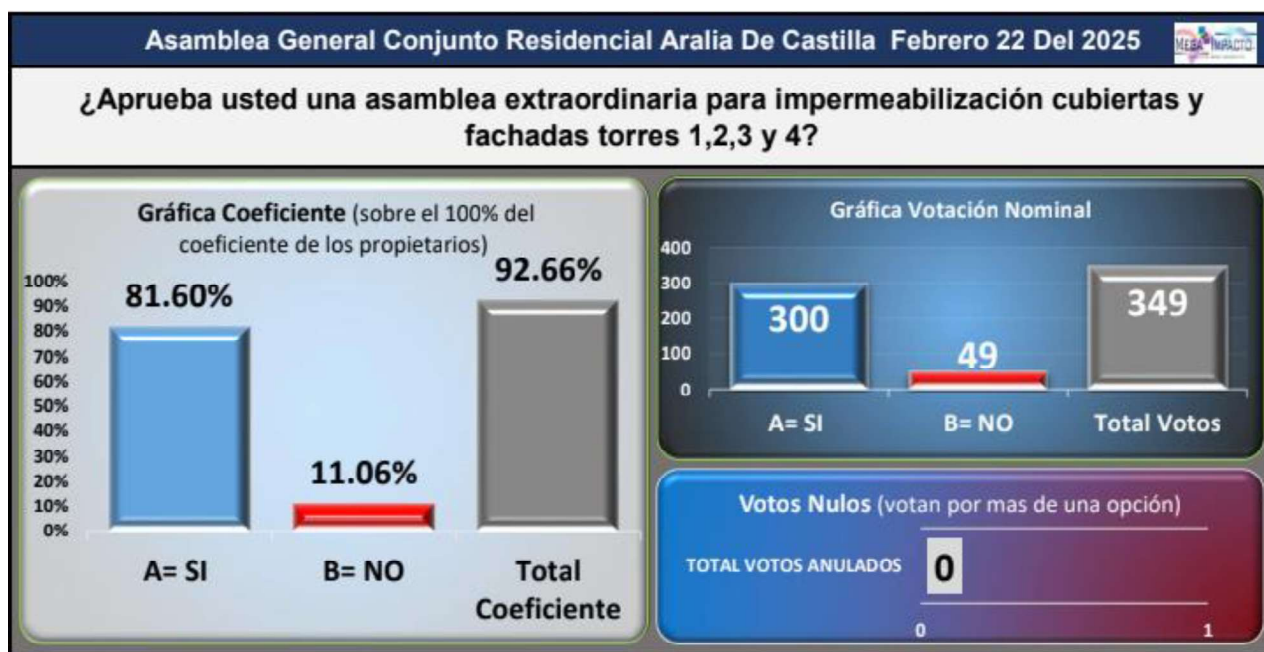 Asamblea General Conjunto Residencial Aralia De Castilla Febrero 22 Del 2025
MEGA IMPACTO
¿Aprueba usted una asamblea extraordinaria para impermeabilización cubiertas y
fachadas torres 1,2,3 y 4?
Gráfica Coeficiente (sobre el 100% del
coeficiente de los propietarios)
100%
90%
80%
70%
60%
50%
40%
30%
20%
10%
0%
81.60%
11.06%
92.66%
A= SI
B= NO
Total
Coeficiente
Gráfica Votación Nominal
400
300
200
100
0
300
49
349
A= SI
B= NO
Total Votos
Votos Nulos (votan por mas de una opción)
TOTAL VOTOS ANULADOS
0
0
1